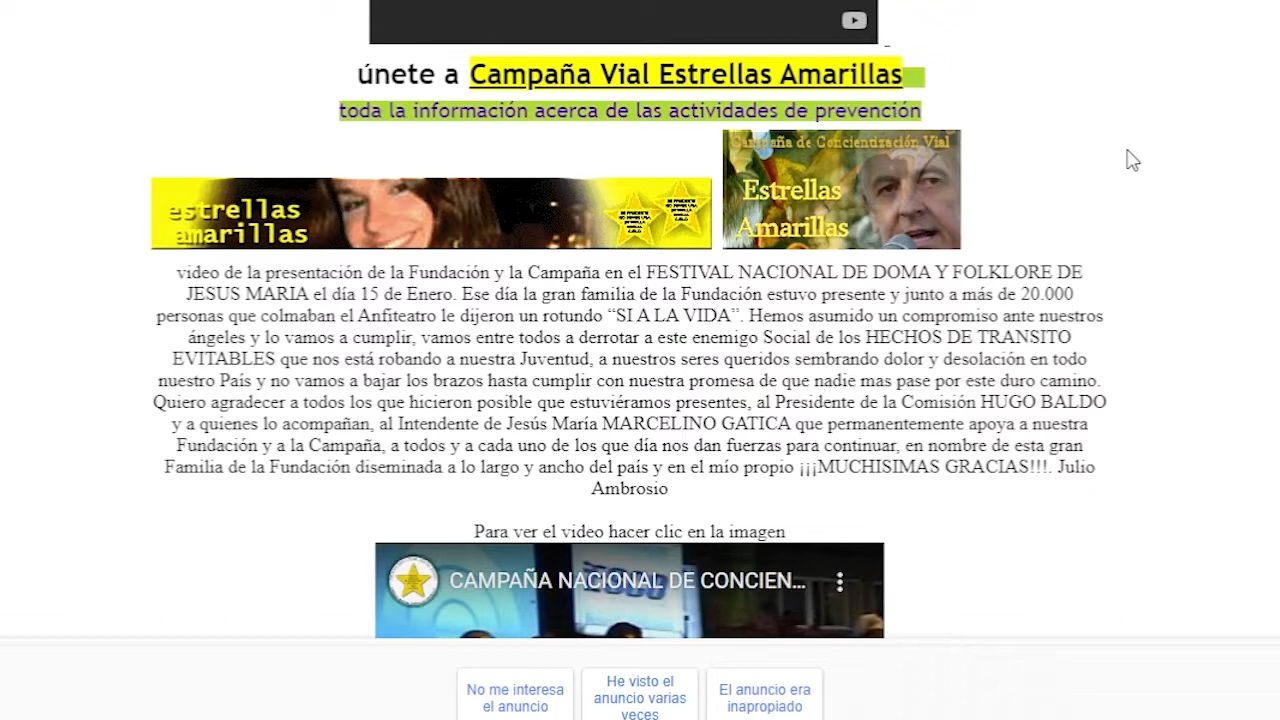 únete a Campaña Vial Estrellas Amarillas
toda la información acerca de las actividades de prevención
estrellas
amarillas
Campaña de Concientización Vial
Estrellas
Amarillas
video de la presentación de la Fundación y la Campaña en el FESTIVAL NACIONAL DE DOMA Y FOLKLORE DE
JESUS MARIA el día 15 de Enero. Ese día la gran familia de la Fundación estuvo presente y junto a más de 20.000
personas que colmaban el Anfiteatro le dijeron un rotundo “SI A LA VIDA”. Hemos asumido un compromiso ante nuestros
ángeles y lo vamos a cumplir, vamos entre todos a derrotar a este enemigo Social de los HECHOS DE TRANSITO
EVITABLES que nos está robando a nuestra Juventud, a nuestros seres queridos sembrando dolor y desolación en todo
nuestro País y no vamos a bajar los brazos hasta cumplir con nuestra promesa de que nadie mas pase por este duro camino.
Quiero agradecer a todos los que hicieron posible que estuviéramos presentes, al Presidente de la Comisión HUGO BALDO
y a quienes lo acompañan, al Intendente de Jesús María MARCELINO GATICA que permanentemente apoya a nuestra
Fundación y a la Campaña, a todos y a cada uno de los que día nos dan fuerzas para continuar, en nombre de esta gran
Familia de la Fundación diseminada a lo largo y ancho del país y en el mío propio ¡¡¡MUCHISIMAS GRACIAS!!!. Julio
Ambrosio
Para ver el video hacer clic en la imagen
CAMPAÑA NACIONAL DE CONCIEN...
No me interesa
el anuncio
He visto el
anuncio varias
veces
El anuncio era
inapropiado